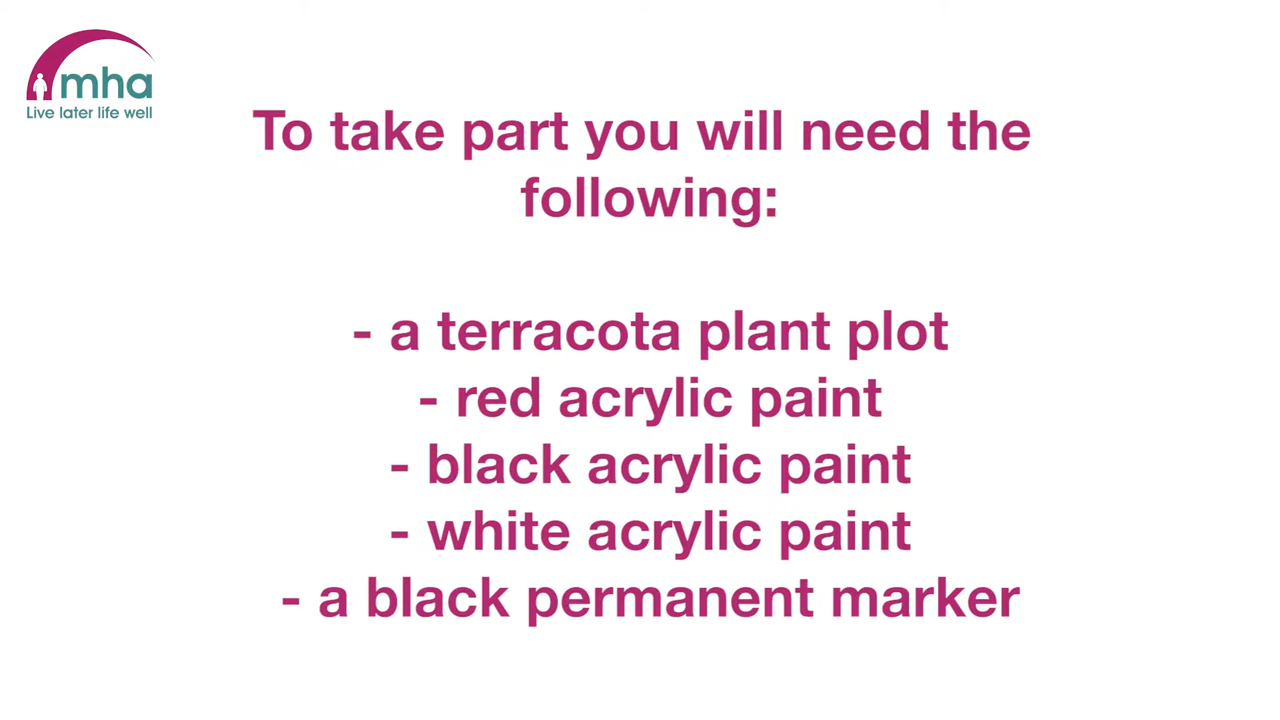 mha
Live later life well
To take part you will need the
following:
- a terracota plant plot
- red acrylic paint
- black acrylic paint
- white acrylic paint
- a black permanent marker